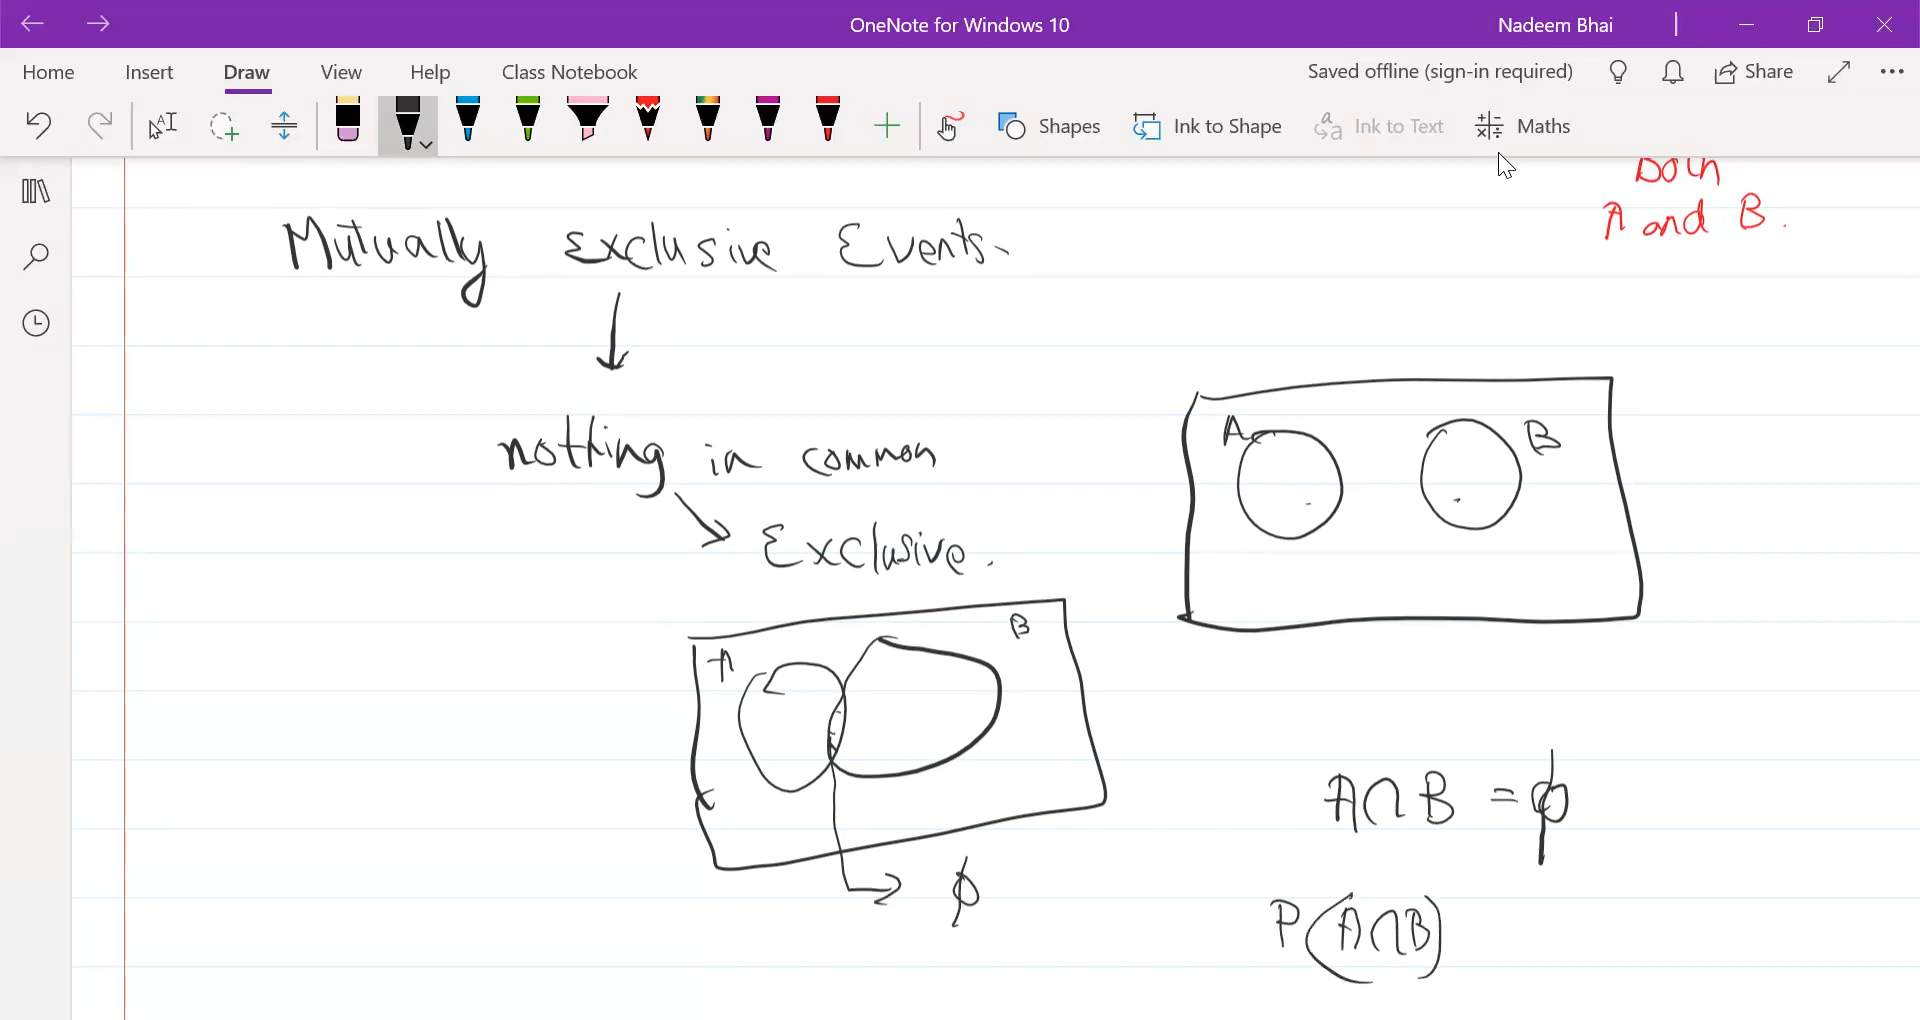 OneNote for Windows 10
Nadeem Bhai
Home Insert Draw View Help Class Notebook
Saved offline (sign-in required)
Share
Shapes
Ink to Shape
Ink to Text
Maths
Both
A and B.
Mutually Exclusive Events.
nothing in common
Exclusive.
A B
A B
ϕ
A∩B = ϕ
P(A∩B)